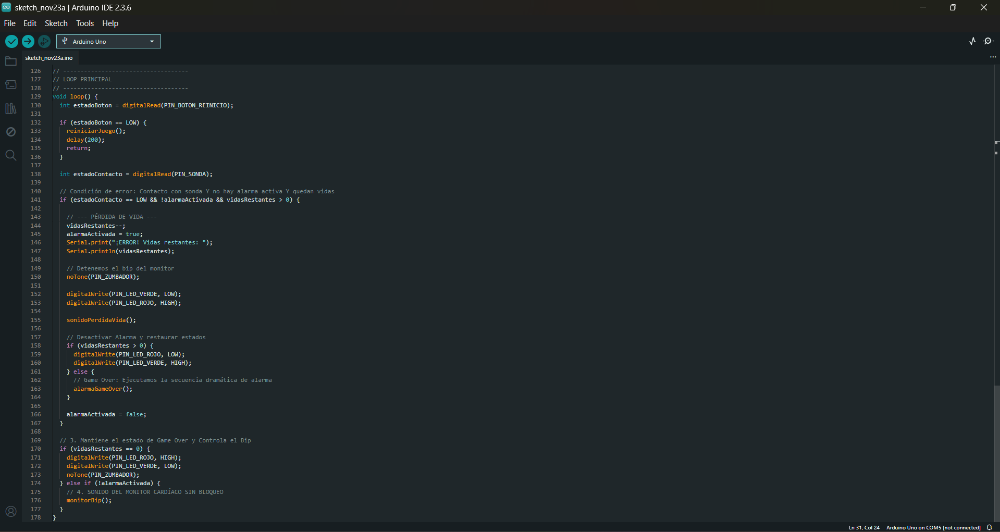 sketch_nov23a | Arduino IDE 2.3.6
File Edit Sketch Tools Help
Arduino Uno
sketch_nov23a.ino
126 // ------------------------------------
127 // LOOP PRINCIPAL
128 // ------------------------------------
129 void loop() {
130 int estadoBoton = digitalRead(PIN_BOTON_REINICIO);
131
132 if (estadoBoton == LOW) {
133 reiniciarJuego();
134 delay(200);
135 return;
136 }
137
138 int estadoContacto = digitalRead(PIN_SONDA);
139
140 // Condición de error: Contacto con sonda Y no hay alarma activa Y quedan vidas
141 if (estadoContacto == LOW && !alarmaActivada && vidasRestantes > 0) {
142
143 // --- PÉRDIDA DE VIDA ---
144 vidasRestantes--;
145 alarmaActivada = true;
146 Serial.print("¡ERROR! Vidas restantes: ");
147 Serial.println(vidasRestantes);
148
149 // Detenemos el bip del monitor
150 noTone(PIN_ZUMBADOR);
151
152 digitalWrite(PIN_LED_VERDE, LOW);
153 digitalWrite(PIN_LED_ROJO, HIGH);
154
155 sonidoPerdidaVida();
156
157 // Desactivar Alarma y restaurar estados
158 if (vidasRestantes > 0) {
159 digitalWrite(PIN_LED_ROJO, LOW);
160 digitalWrite(PIN_LED_VERDE, HIGH);
161 } else {
162 // Game Over: Ejecutamos la secuencia dramática de alarma
163 alarmaGameOver();
164 }
165
166 alarmaActivada = false;
167 }
168
169 // 3. Mantiene el estado de Game Over y Controla el Bip
170 if (vidasRestantes == 0) {
171 digitalWrite(PIN_LED_ROJO, HIGH);
172 digitalWrite(PIN_LED_VERDE, LOW);
173 noTone(PIN_ZUMBADOR);
174 } else if (!alarmaActivada) {
175 // 4. SONIDO DEL MONITOR CARDÍACO SIN BLOQUEO
176 monitorBip();
177 }
178 }
Ln 31, Col 24 Arduino Uno on COM5 [not connected]